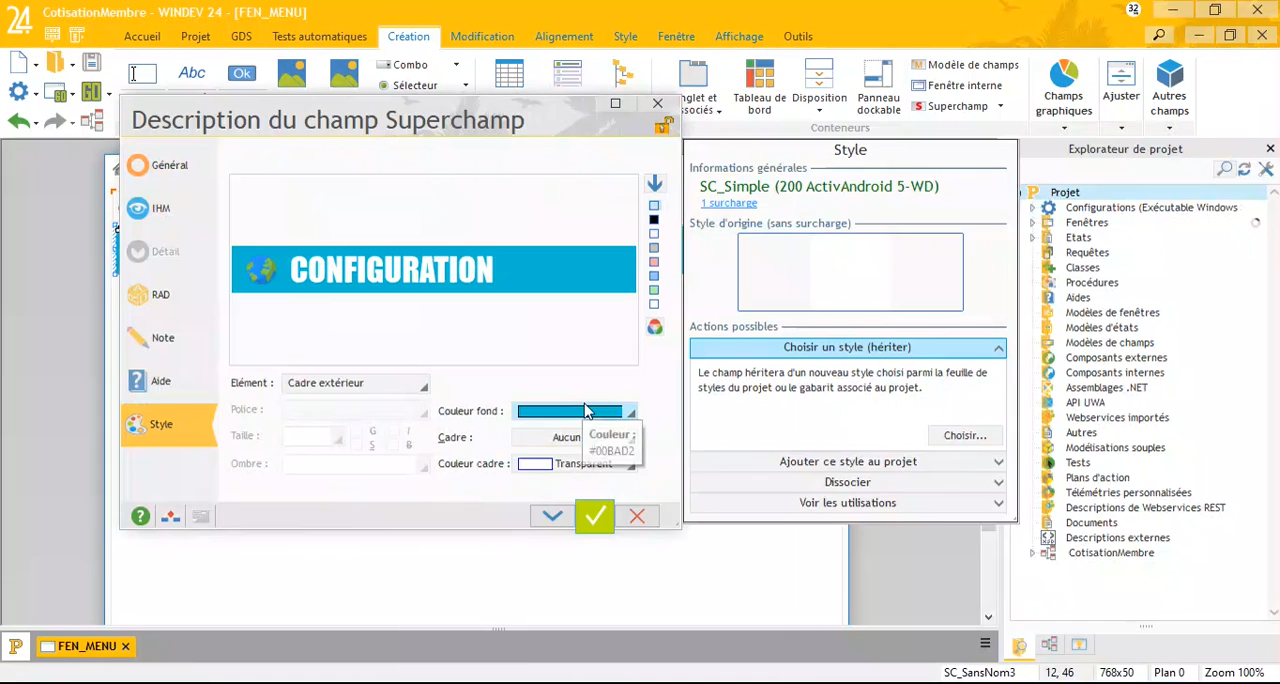 24
CotisationMembre - WINDEV 24 - [FEN_MENU]
32
Accueil
Projet
GDS
Tests automatiques
Création
Modification
Alignement
Style
Fenêtre
Affichage
Outils
Abc
Ok
Combo
Sélecteur
GO
GO
nglet et
ssociés
Tableau de
bord
Disposition
Panneau
dockable
Modèle de champs
Fenêtre interne
Superchamp
Conteneurs
Champs
graphiques
Ajuster
Autres
champs
Description du champ Superchamp
Général
IHM
Détail
RAD
Note
Aide
Style
CONFIGURATION
Elément :
Cadre extérieur
Police :
Taille :
G
I
S
B
Ombre :
Couleur fond :
Cadre :
Aucun
Couleur cadre :
Transparent
Couleur :
#00BAD2
Style
Informations générales
SC_Simple (200 ActivAndroid 5-WD)
1 surcharge
Style d'origine (sans surcharge)
Actions possibles
Choisir un style (hériter)
Le champ héritera d'un nouveau style choisi parmi la feuille de
styles du projet ou le gabarit associé au projet.
Choisir...
Ajouter ce style au projet
Dissocier
Voir les utilisations
Explorateur de projet
Projet
Configurations (Exécutable Windows
Fenêtres
Etats
Requêtes
Classes
Procédures
Aides
Modèles de fenêtres
Modèles d'états
Modèles de champs
Composants externes
Composants internes
Assemblages .NET
API UWA
Webservices importés
Autres
Modélisations souples
Tests
Plans d'action
Télémétries personnalisées
Descriptions de Webservices REST
Documents
Descriptions externes
CotisationMembre
FEN_MENU
SC_SansNom3
12, 46
768x50
Plan 0
Zoom 100%